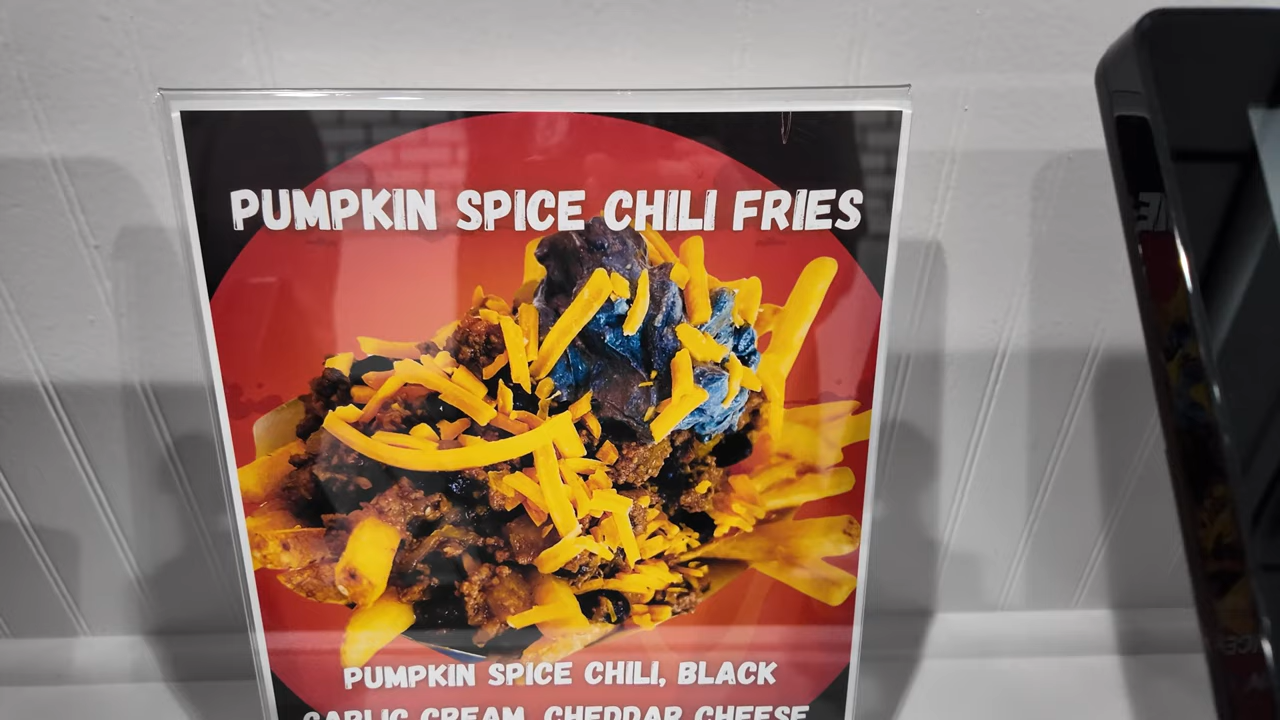 PUMPKIN SPICE CHILI FRIES
PUMPKIN SPICE CHILI, BLACK
GARLIC CREAM, CHEDDAR CHEESE